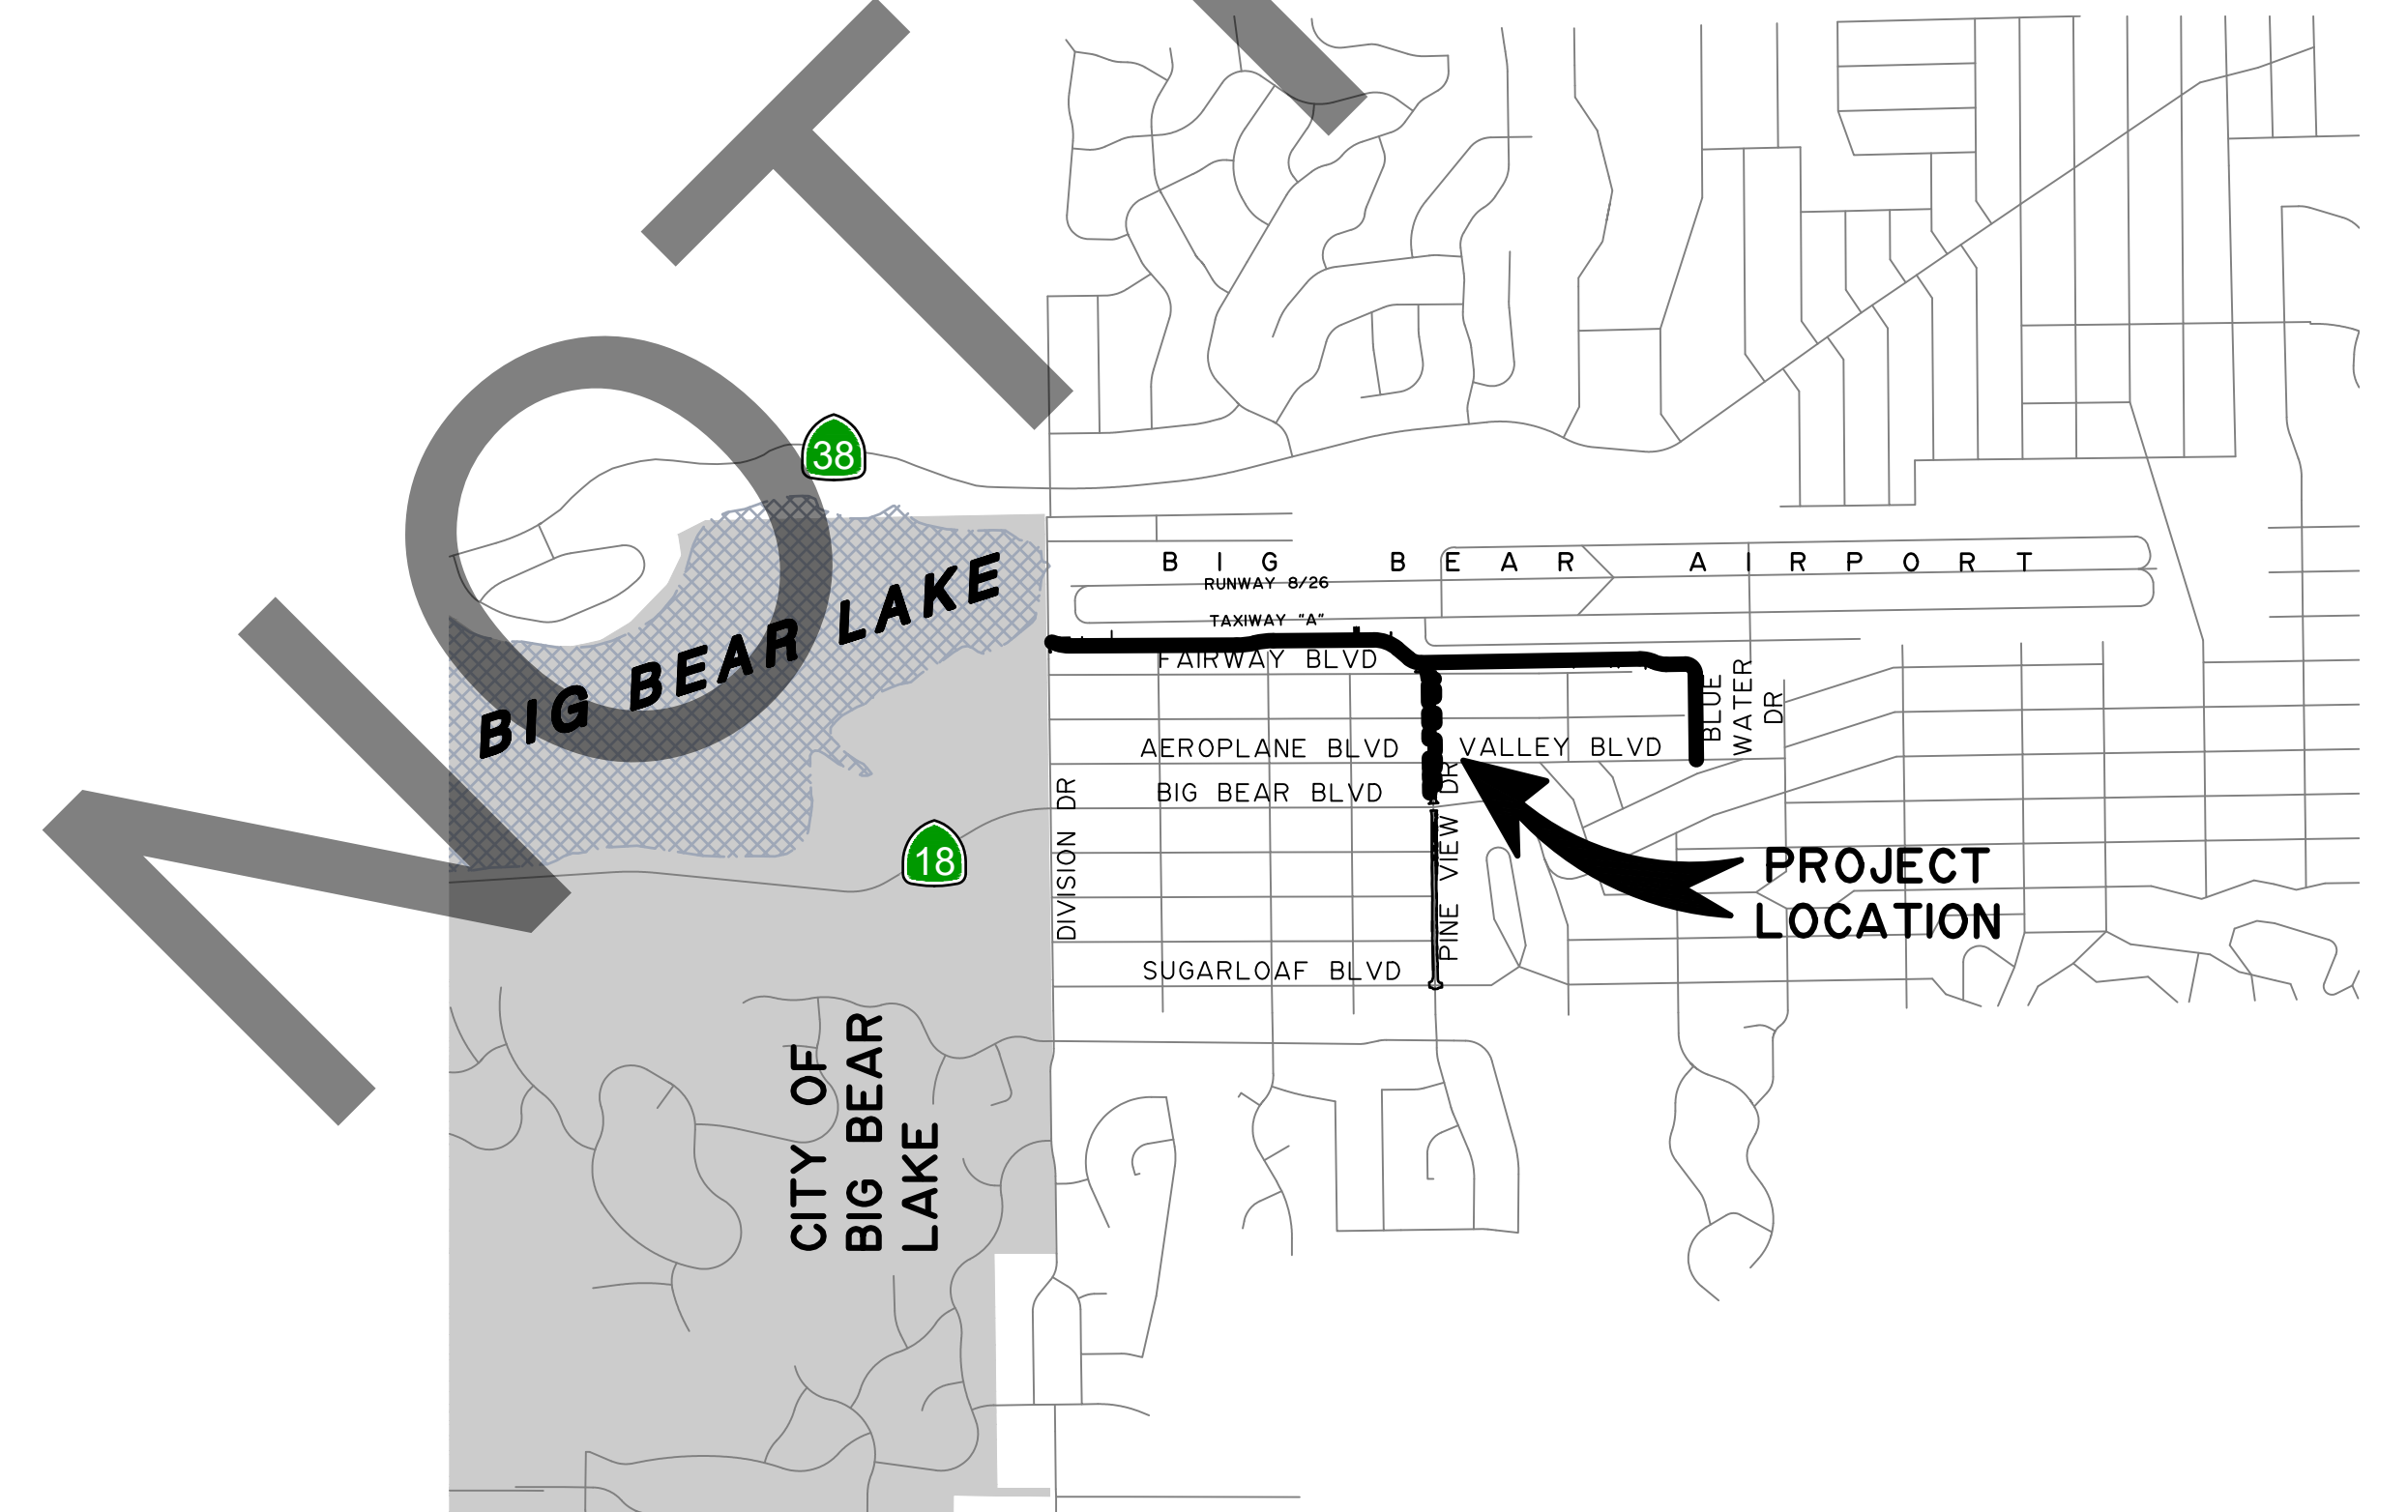 NOT
38
BIG BEAR LAKE
BIG BEAR AIRPORT
RUNWAY 8/26
TAXIWAY "A"
FAIRWAY BLVD
BLUE
WATER
DR
AEROPLANE BLVD
VALLEY BLVD
BIG BEAR BLVD
DIVISION DR
PINE VIEW DR
18
PROJECT
LOCATION
SUGARLOAF BLVD
CITY OF
BIG BEAR
LAKE